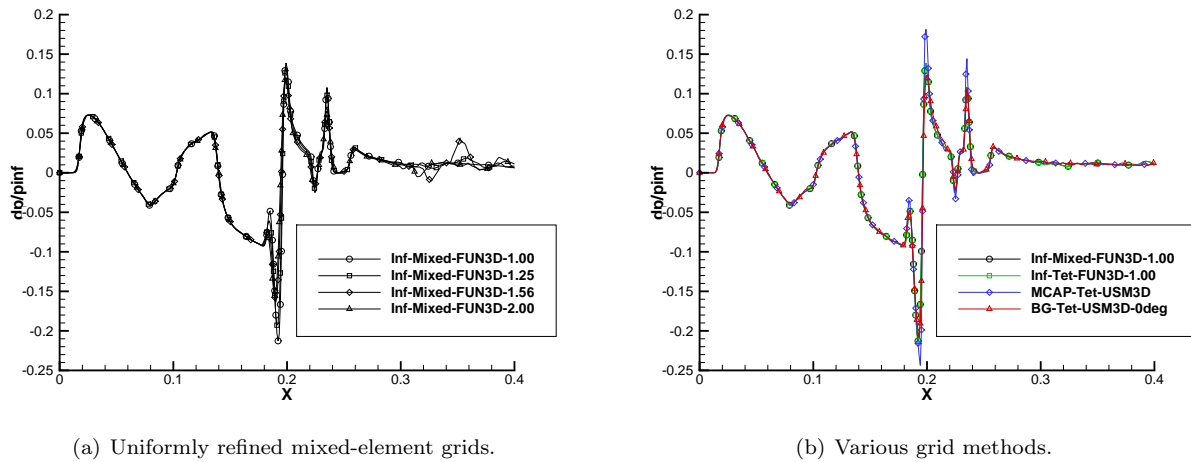 0.2
0.15
0.1
0.05
0
-0.05
-0.1
-0.15
-0.2
-0.25
dp/pinf
0 0.1 0.2 0.3 0.4
X
Inf-Mixed-FUN3D-1.00
Inf-Mixed-FUN3D-1.25
Inf-Mixed-FUN3D-1.56
Inf-Mixed-FUN3D-2.00
(a) Uniformly refined mixed-element grids.
0.2
0.15
0.1
0.05
0
-0.05
-0.1
-0.15
-0.2
-0.25
dp/pinf
0 0.1 0.2 0.3 0.4
X
Inf-Mixed-FUN3D-1.00
Inf-Tet-FUN3D-1.00
MCAP-Tet-USM3D
BG-Tet-USM3D-0deg
(b) Various grid methods.